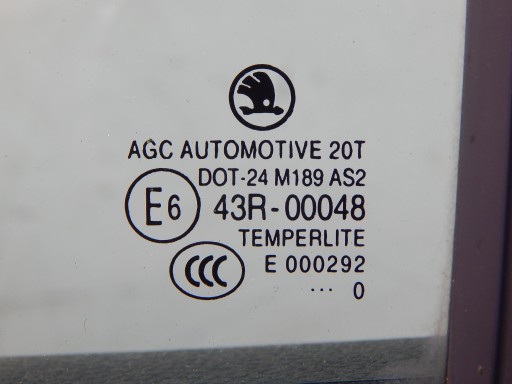 AGC AUTOMOTIVE 20T
DOT-24 M189 AS2
E6 43R-00048
TEMPERLITE
CCC E 000292
... 0